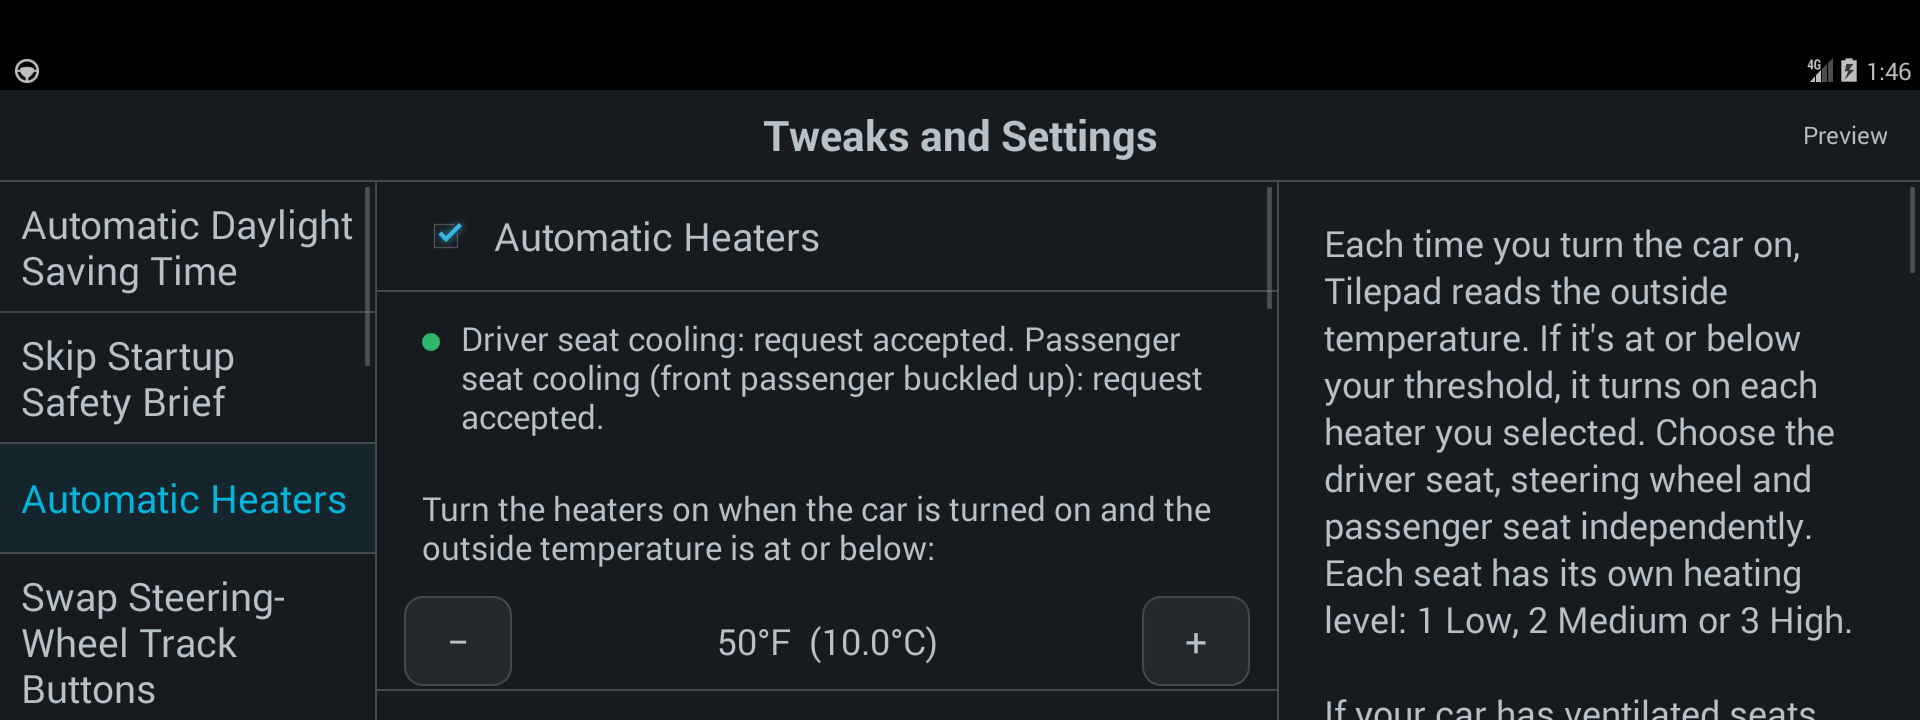 4G
1:46
Tweaks and Settings
Preview
Automatic Daylight
Saving Time
Skip Startup
Safety Brief
Automatic Heaters
Swap Steering-
Wheel Track
Buttons
Automatic Heaters
Driver seat cooling: request accepted. Passenger
seat cooling (front passenger buckled up): request
accepted.
Turn the heaters on when the car is turned on and the
outside temperature is at or below:
−
50°F (10.0°C)
+
Each time you turn the car on,
Tilepad reads the outside
temperature. If it's at or below
your threshold, it turns on each
heater you selected. Choose the
driver seat, steering wheel and
passenger seat independently.
Each seat has its own heating
level: 1 Low, 2 Medium or 3 High.
If your car has ventilated seats